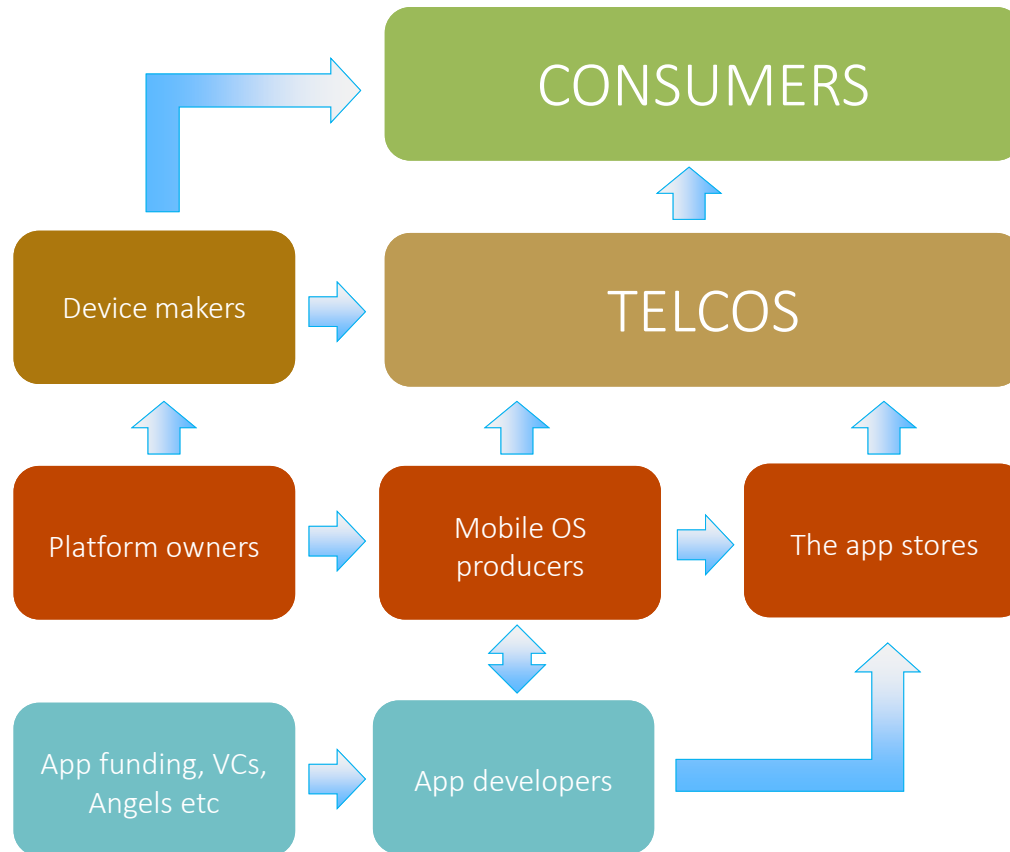 CONSUMERS
Device makers
TELCOS
Platform owners
Mobile OS
producers
The app stores
App funding, VCs,
Angels etc
App developers